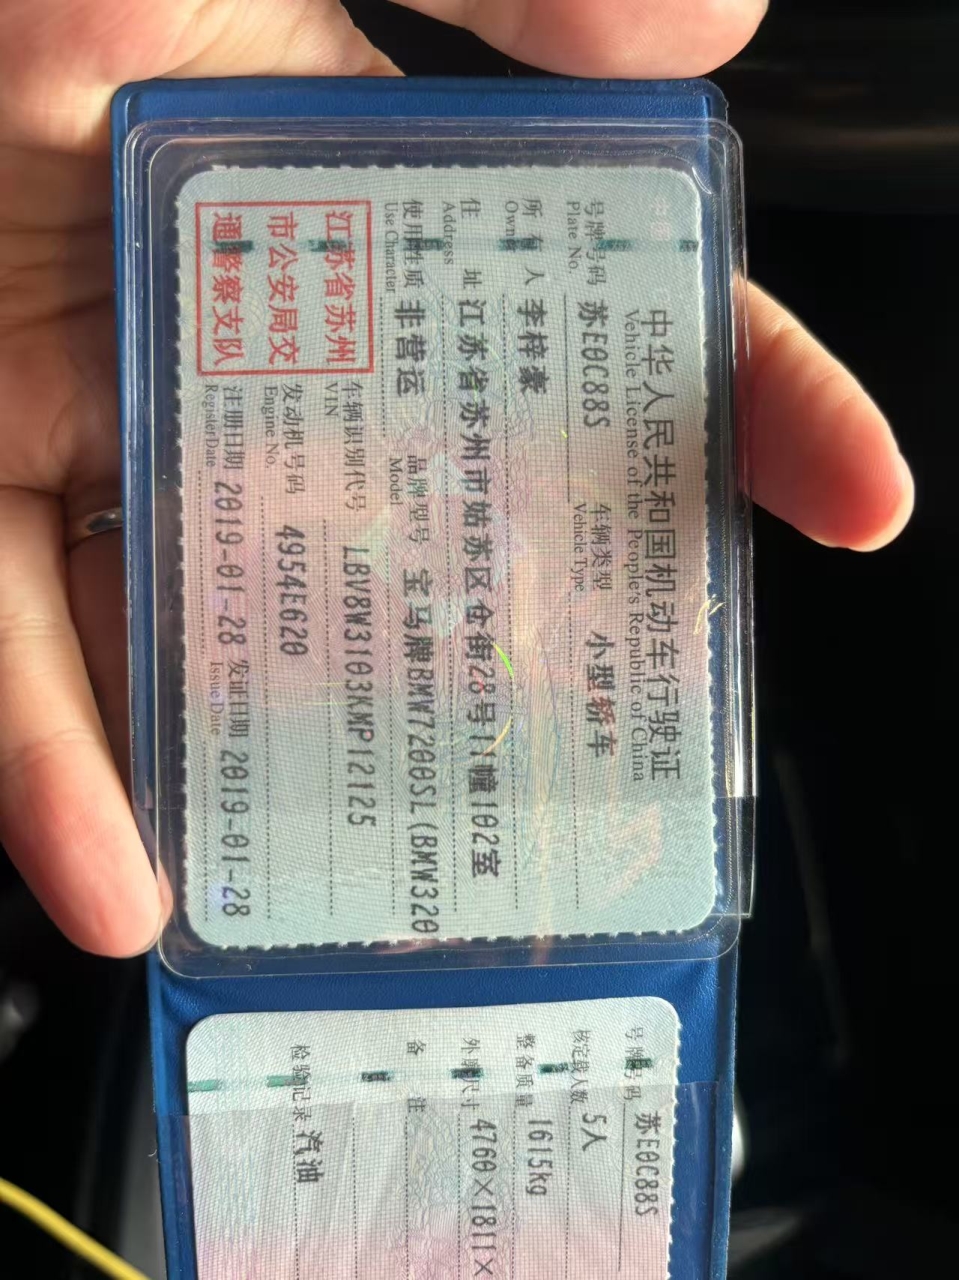 中华人民共和国机动车行驶证
Vehicle License of the People's Republic of China
号牌号码 苏E0C88S 车辆类型 小型轿车
Plate No. Vehicle Type
所有人 李梓豪
Owner
住址 江苏省苏州市姑苏区仓街28号11幢102室
Address
使用性质 非营运 品牌型号 宝马牌BMW7200SL(BMW320
Use Character Model
江苏省苏州
市公安局交
通警察支队
车辆识别代号 LBV8W3103KMP12125
VIN
发动机号码 4954E620
Engine No.
注册日期 2019-01-28 发证日期 2019-01-28
Register Date Issue Date
号牌号码 苏E0C88S
核定载人数 5人
整备质量 1615kg
外廓尺寸 4760×1811×
备注
检验记录 汽油